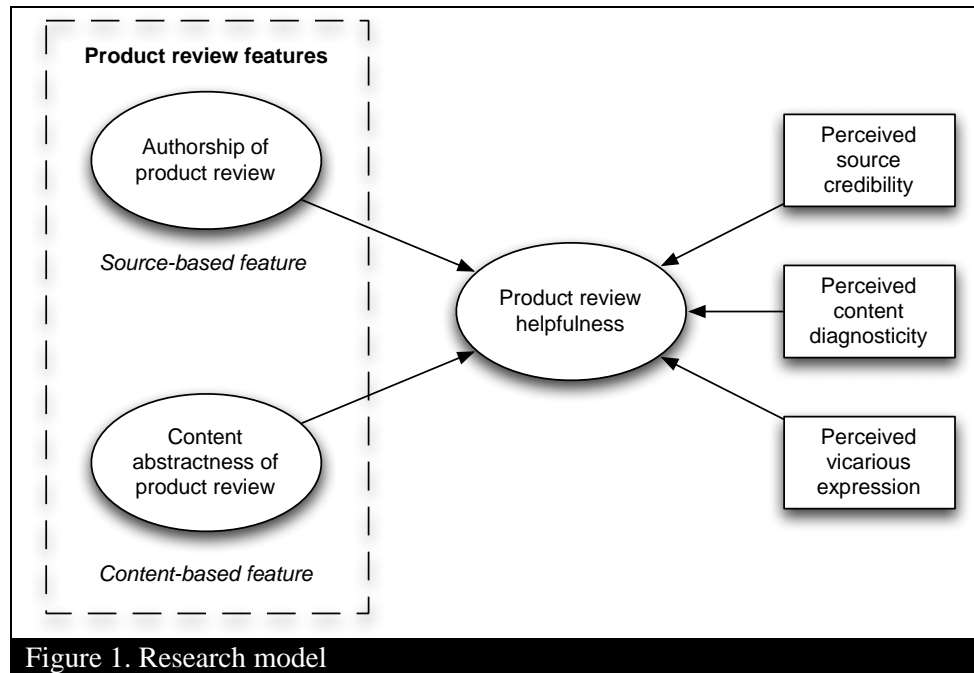 Product review features
Authorship of
product review
Source-based feature
Content
abstractness of
product review
Content-based feature
Product review
helpfulness
Perceived
source
credibility
Perceived
content
diagnosticity
Perceived
vicarious
expression
Figure 1. Research model